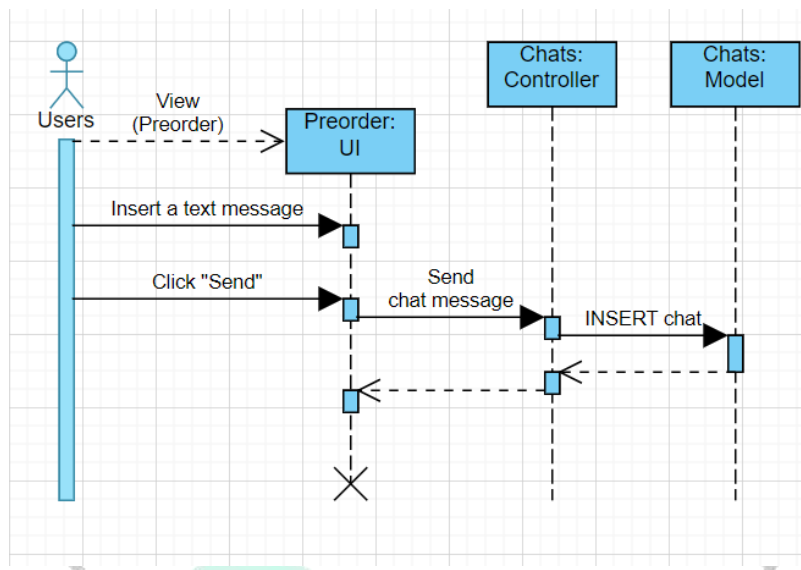 Users
View
(Preorder)
Preorder:
UI
Chats:
Controller
Chats:
Model
Insert a text message
Click "Send"
Send
chat message
INSERT chat